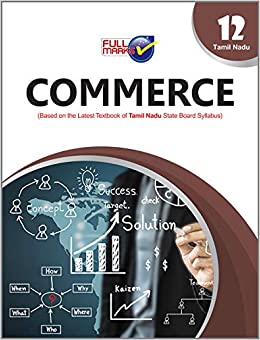 FULL
MARKS
12
Tamil Nadu
COMMERCE
(Based on the Latest Textbook of Tamil Nadu State Board Syllabus)
Success
check
Concept
Target
Solution
How
When
Why
What
Where
Who
Kaizen